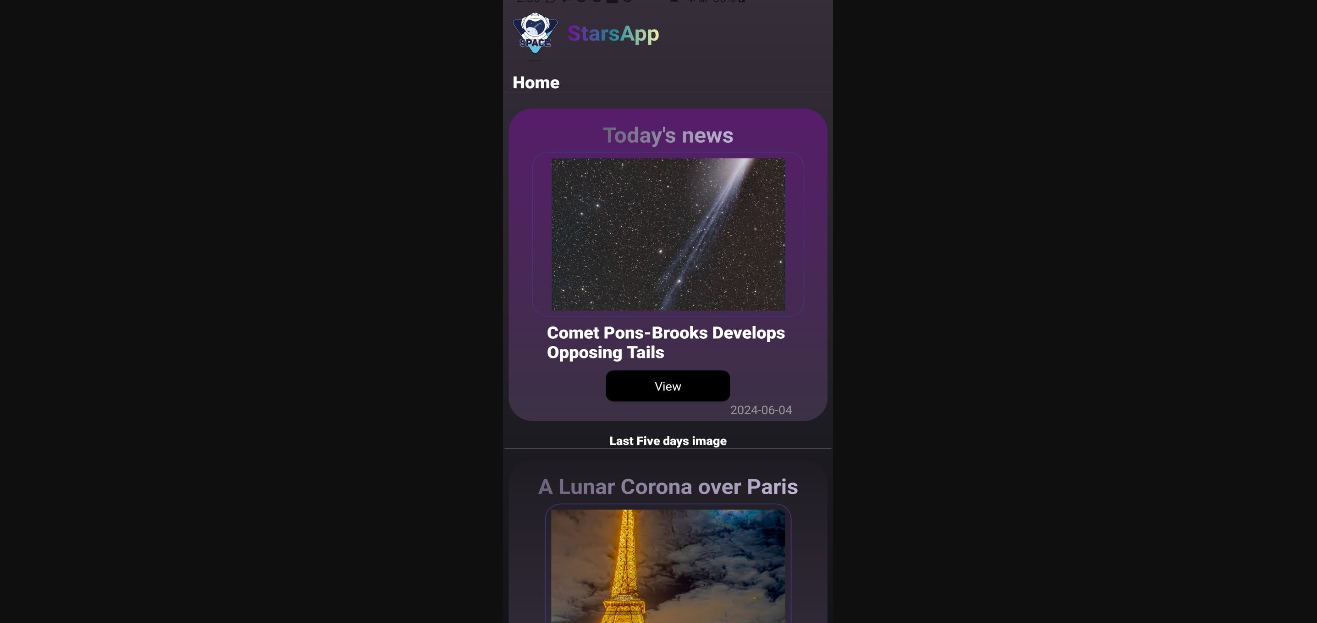 SPACE
StarsApp
Home
Today's news
Comet Pons-Brooks Develops
Opposing Tails
View
2024-06-04
Last Five days image
A Lunar Corona over Paris